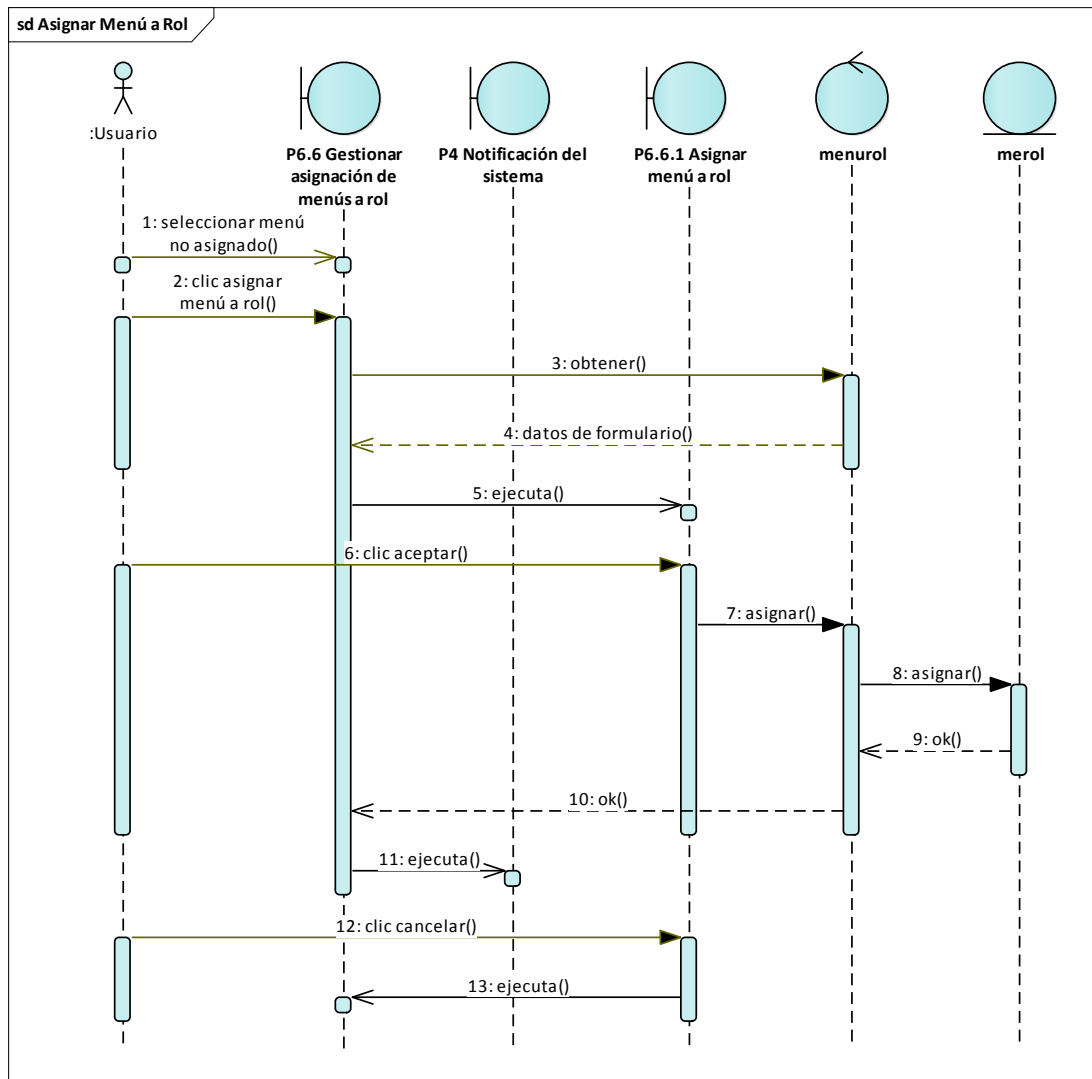 sd Asignar Menú a Rol
:Usuario
P6.6 Gestionar
asignación de
menús a rol
P4 Notificación del
sistema
P6.6.1 Asignar
menú a rol
menurol
merol
1: seleccionar menú
no asignado()
2: clic asignar
menú a rol()
3: obtener()
4: datos de formulario()
5: ejecuta()
6: clic aceptar()
7: asignar()
8: asignar()
9: ok()
10: ok()
11: ejecuta()
12: clic cancelar()
13: ejecuta()